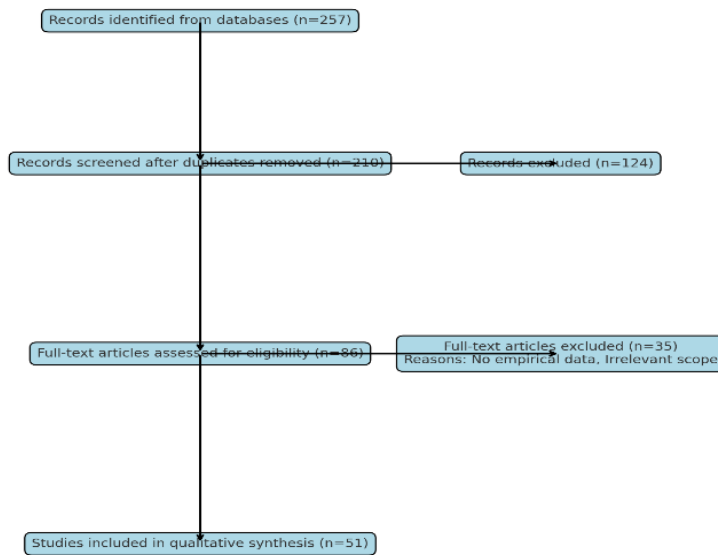 Records identified from databases (n=257)
Records screened after duplicates removed (n=210)
Records excluded (n=124)
Full-text articles assessed for eligibility (n=86)
Full-text articles excluded (n=35)
Reasons: No empirical data, Irrelevant scope
Studies included in qualitative synthesis (n=51)